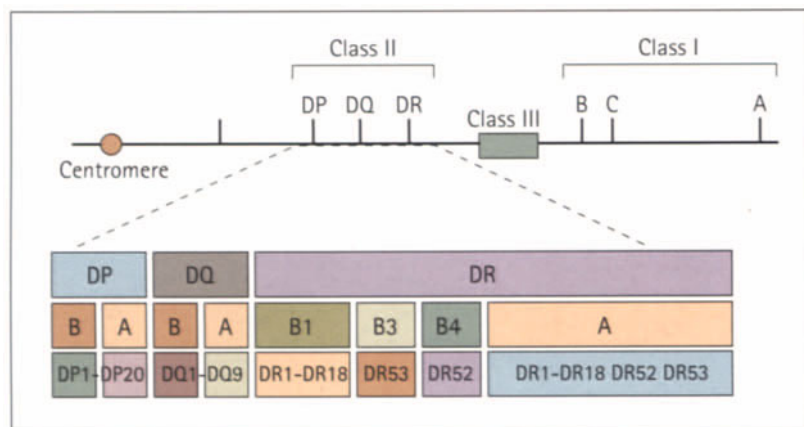 Class II Class I
DP DQ DR Class III B C A
Centromere
DP DQ DR
B A B A B1 B3 B4 A
DP1-DP20 DQ1-DQ9 DR1-DR18 DR53 DR52 DR1-DR18 DR52 DR53